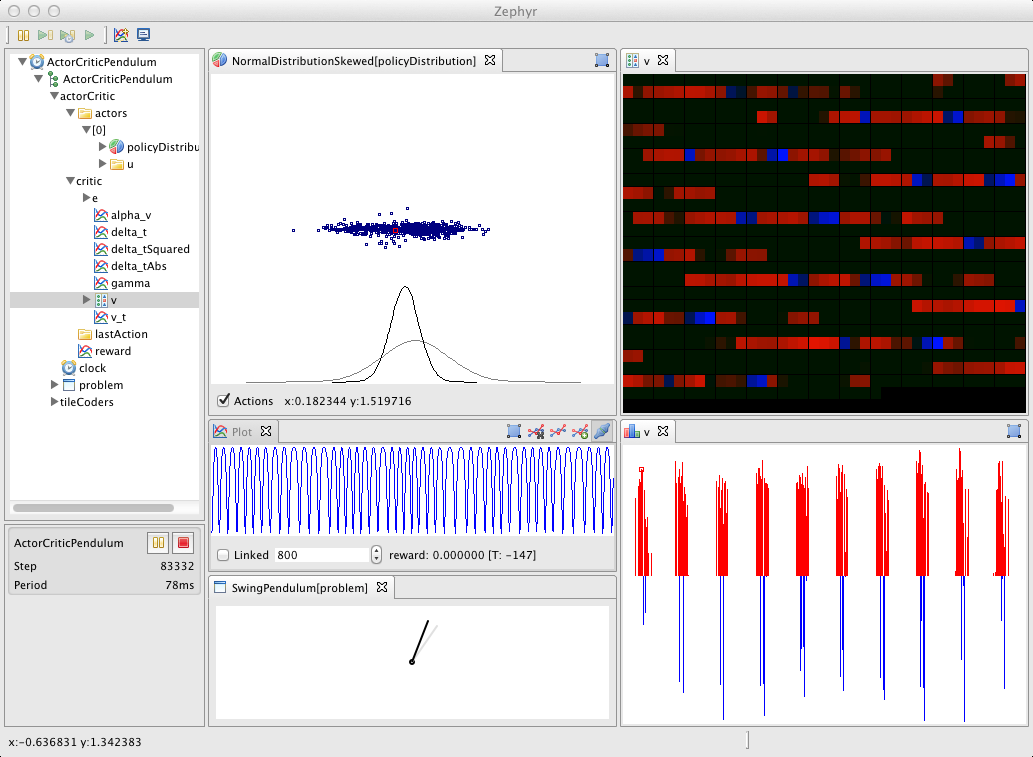 Zephyr
ActorCriticPendulum
ActorCriticPendulum
actorCritic
actors
[0]
policyDistribu
u
critic
e
alpha_v
delta_t
delta_tSquared
delta_tAbs
gamma
v
v_t
lastAction
reward
clock
problem
tileCoders
ActorCriticPendulum
Step 83332
Period 78ms
NormalDistributionSkewed[policyDistribution]
Actions x:0.182344 y:1.519716
Plot
Linked 800 reward: 0.000000 [T: -147]
SwingPendulum[problem]
v
v
x:-0.636831 y:1.342383